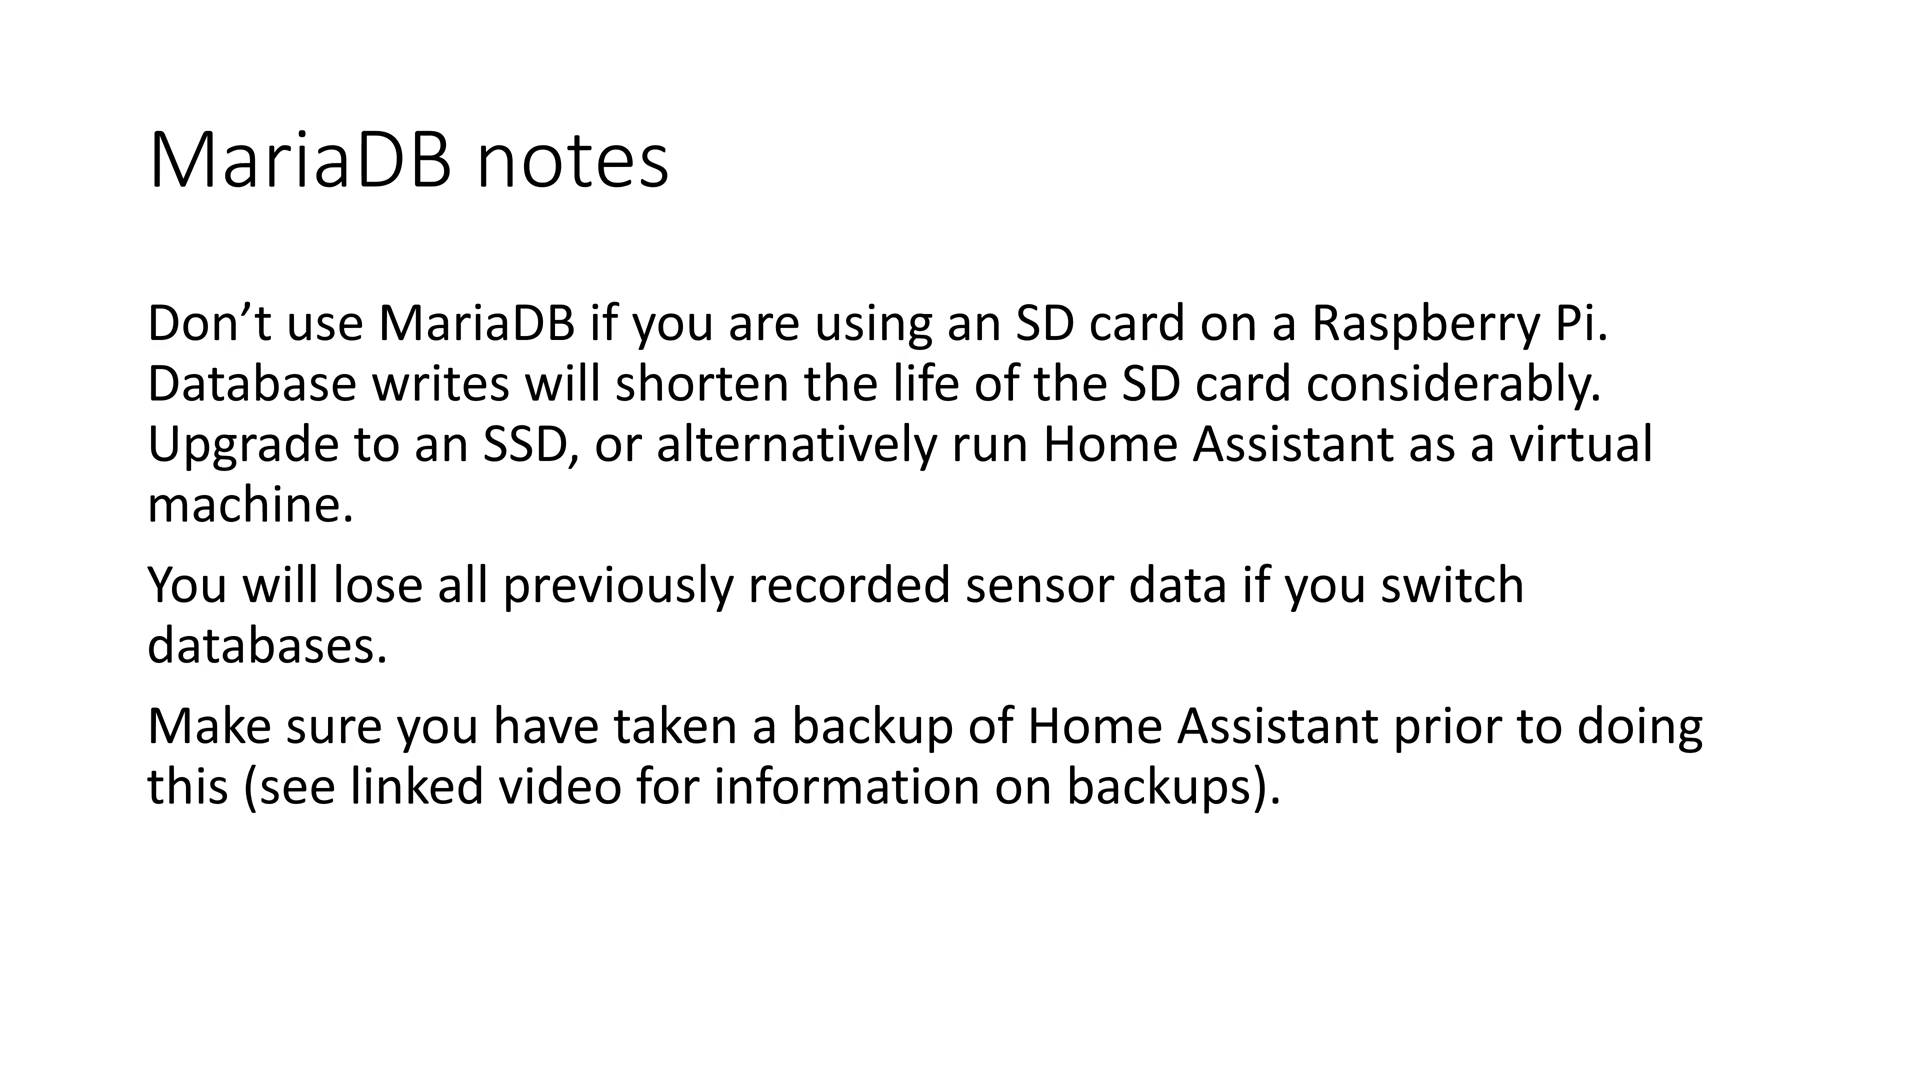 MariaDB notes
Don’t use MariaDB if you are using an SD card on a Raspberry Pi.
Database writes will shorten the life of the SD card considerably.
Upgrade to an SSD, or alternatively run Home Assistant as a virtual
machine.
You will lose all previously recorded sensor data if you switch
databases.
Make sure you have taken a backup of Home Assistant prior to doing
this (see linked video for information on backups).